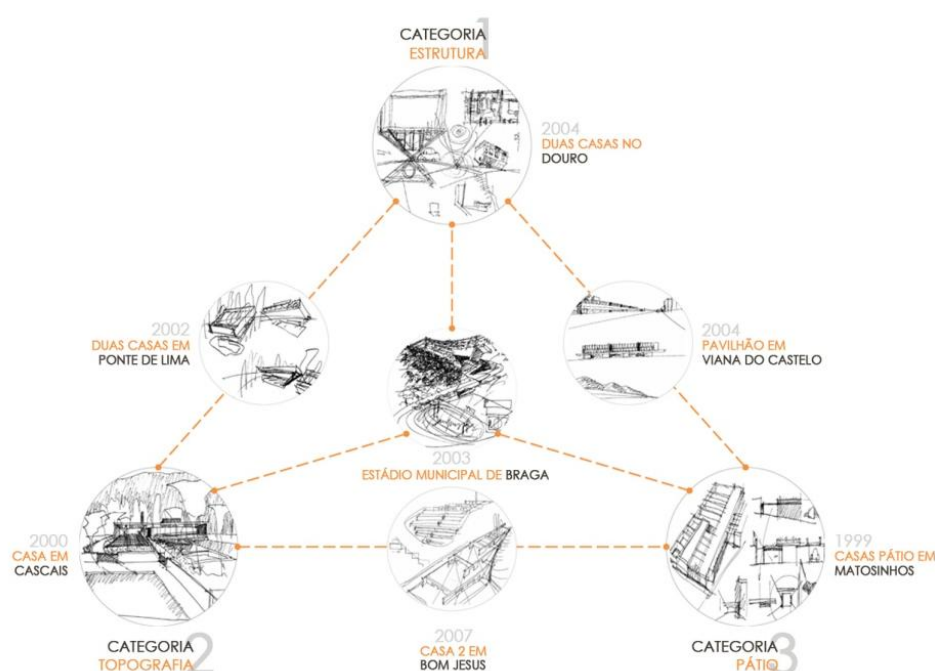 CATEGORIA 1
ESTRUTURA
2004
DUAS CASAS NO
DOURO
2002
DUAS CASAS EM
PONTE DE LIMA
2004
PAVILHÃO EM
VIANA DO CASTELO
2003
ESTÁDIO MUNICIPAL DE BRAGA
2000
CASA EM
CASCAIS
1999
CASAS PÁTIO EM
MATOSINHOS
CATEGORIA 2
TOPOGRAFIA
2007
CASA 2 EM
BOM JESUS
CATEGORIA 3
PÁTIO